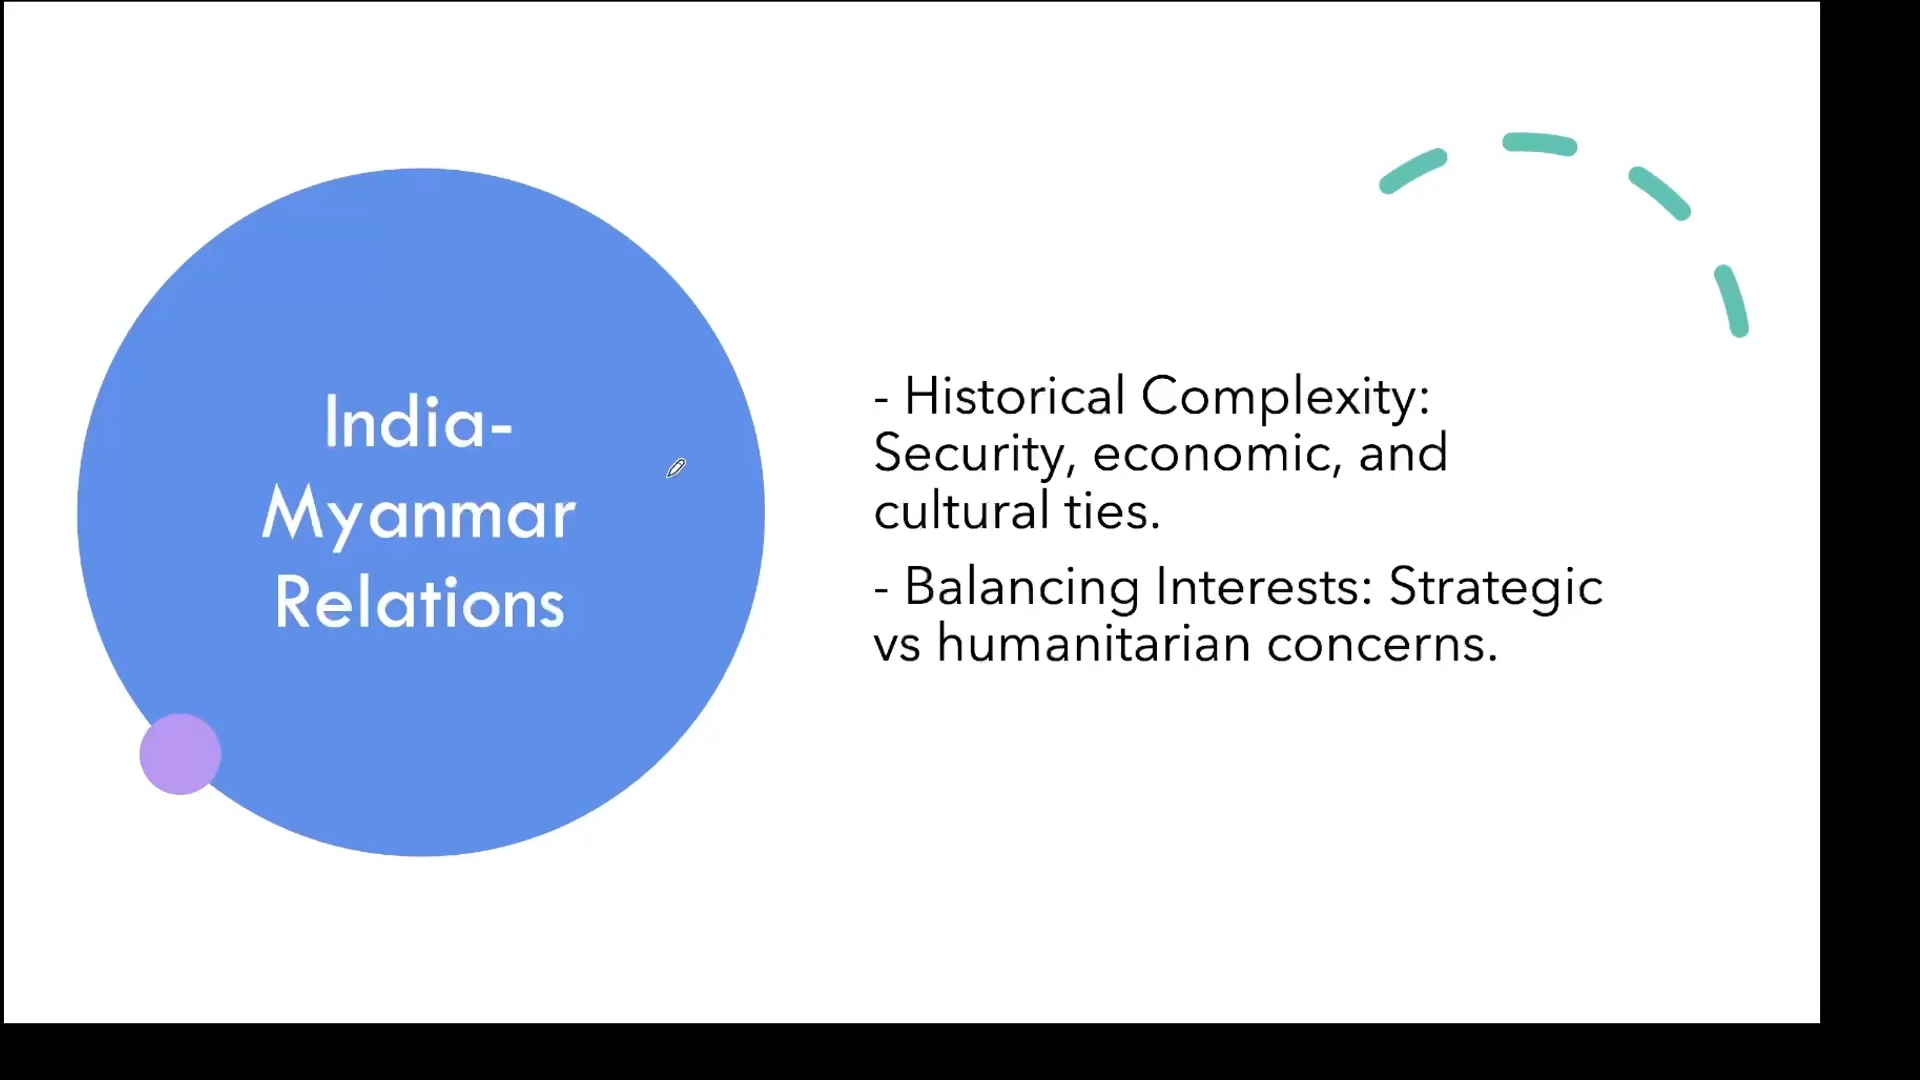 India-
Myanmar
Relations
- Historical Complexity:
Security, economic, and
cultural ties.
- Balancing Interests: Strategic
vs humanitarian concerns.